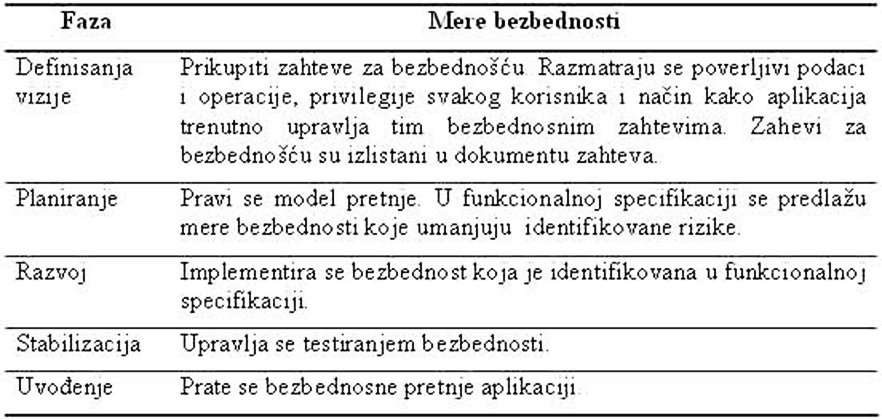 Faza Mere bezbednosti
Definisanja Prikupiti zahteve za bezbednošću. Razmatraju se poverljivi podaci
vizije i operacije, privilegije svakog korisnika i način kako aplikacija
trenutno upravlja tim bezbednosnim zahtevima. Zahevi za
bezbednošću su izlistani u dokumentu zahteva.
Planiranje Pravi se model pretnje. U funkcionalnoj specifikaciji se predlažu
mere bezbednosti koje umanjuju identifikovane rizike.
Razvoj Implementira se bezbednost koja je identifikovana u funkcionalnoj
specifikaciji.
Stabilizacija Upravlja se testiranjem bezbednosti.
Uvođenje Prate se bezbednosne pretnje aplikaciji